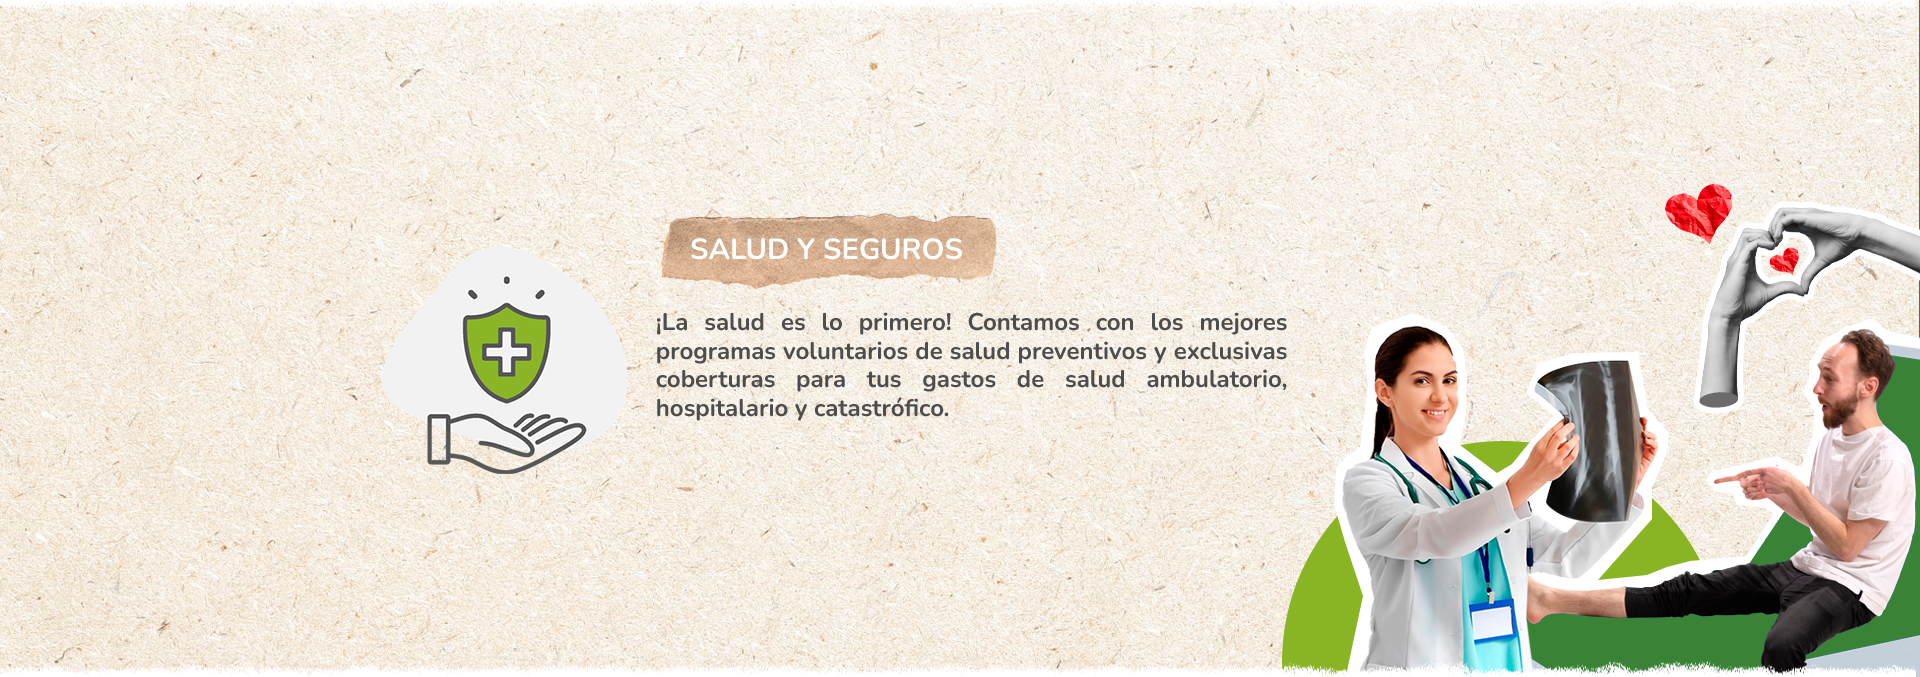 SALUD Y SEGUROS
¡La salud es lo primero! Contamos con los mejores
programas voluntarios de salud preventivos y exclusivas
coberturas para tus gastos de salud ambulatorio,
hospitalario y catastrófico.